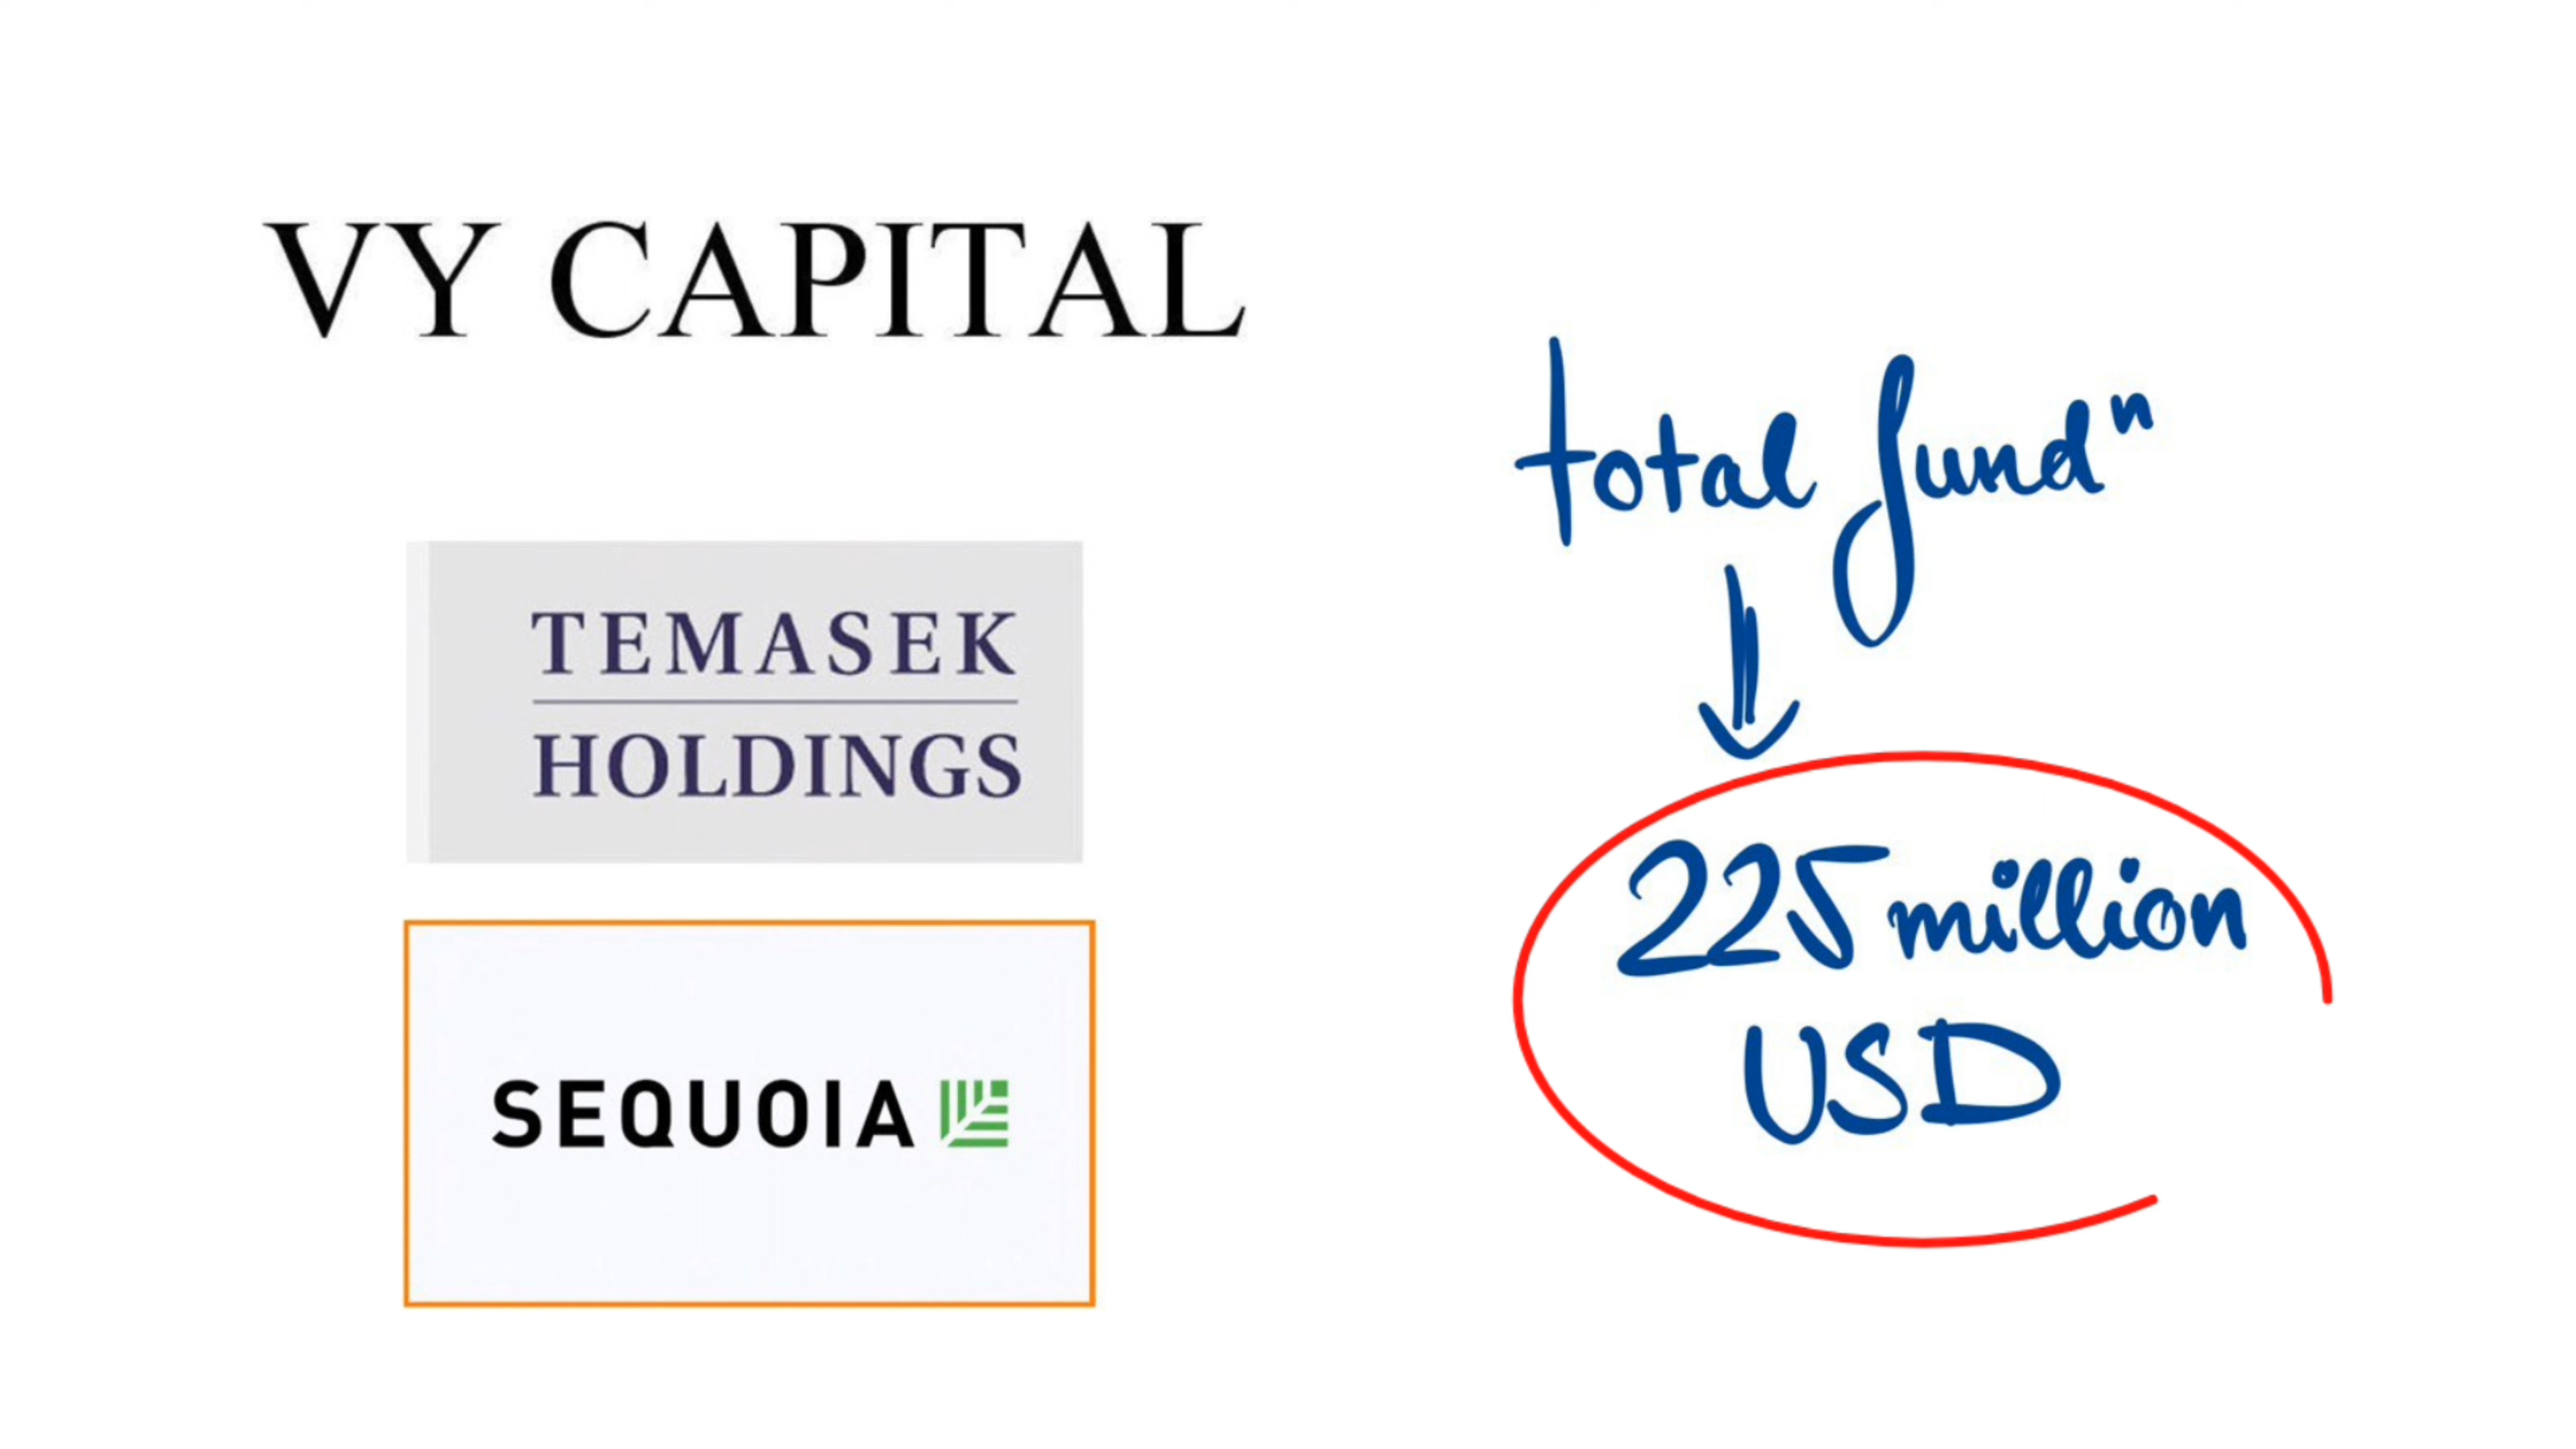 VY CAPITAL
TEMASEK
HOLDINGS
SEQUOIA
total fundⁿ
225 million
USD